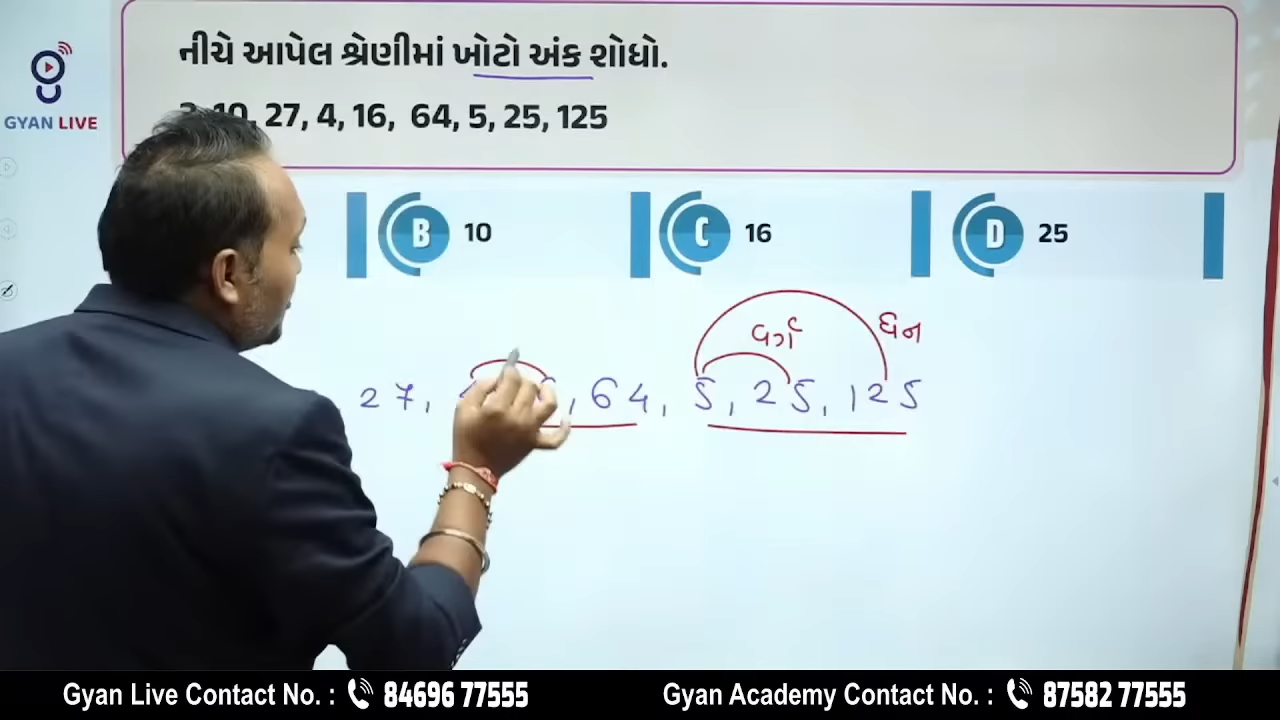 નીચે આપેલ શ્રેણીમાં ખોટો અંક શોધો.
27, 4, 16, 64, 5, 25, 125
GYAN LIVE
B 10
C 16
D 25
વર્ગ
ઘન
27, 64, 5, 25, 125
Gyan Live Contact No. : 84696 77555
Gyan Academy Contact No. : 87582 77555